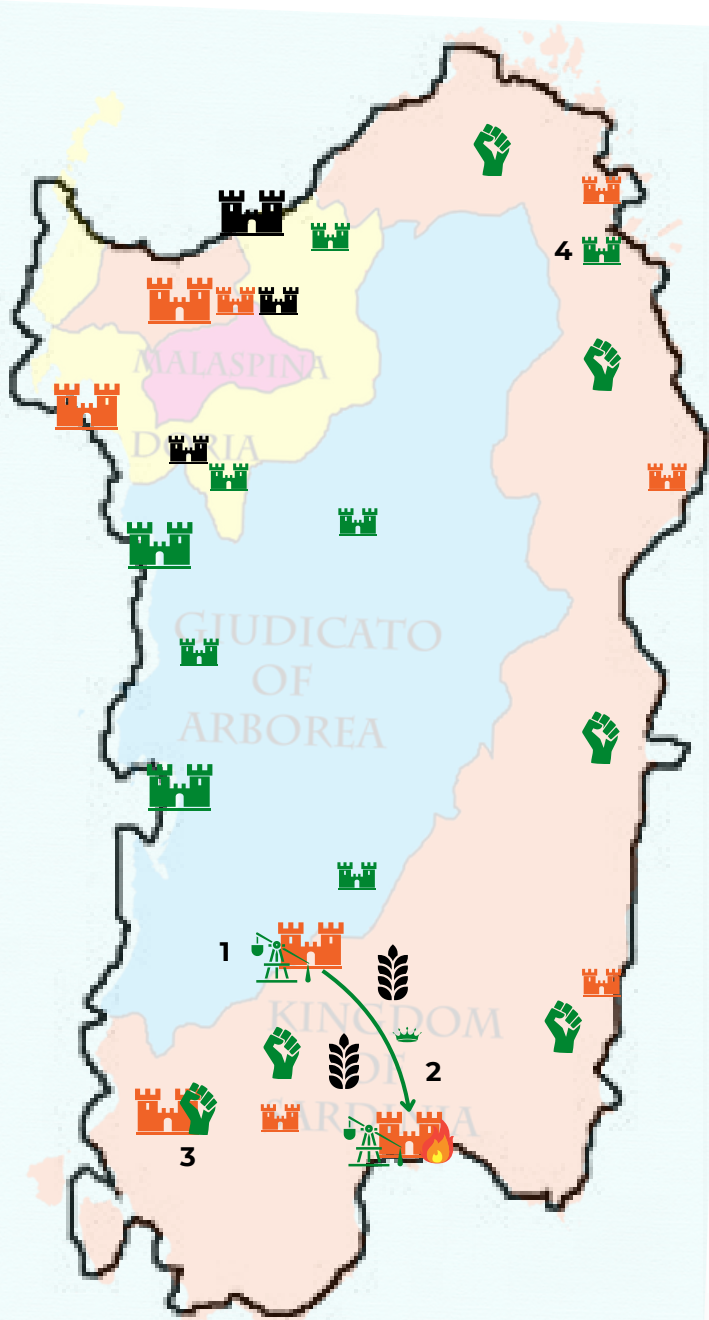 4
MALASPINA
DORIA
GIUDICATO
OF
ARBOREA
1
KINGDOM
2
OF
SARDINIA
3